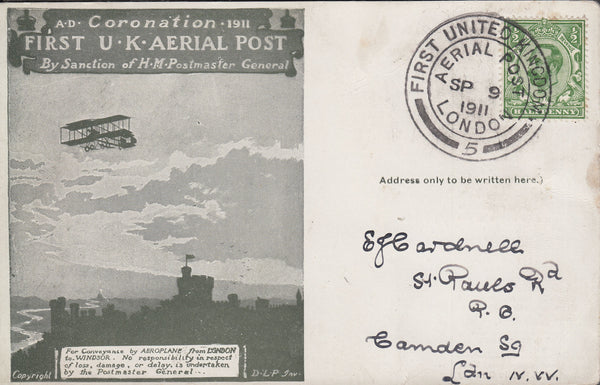 A.D. Coronation. 1911
FIRST U.K. AERIAL POST
By Sanction of H.M. Postmaster General
For Conveyance by AEROPLANE from LONDON
to WINDSOR. No responsibility in respect
of loss, damage, or delay, is undertaken
by the Postmaster General
Copyright
D-L-P Inv.
FIRST UNITED KINGDOM
AERIAL POST
SP 9
1911
LONDON
5
HALFPENNY
Address only to be written here.)
St Pauls Rd
P.O.
Camden Sq
Ldn N.W.